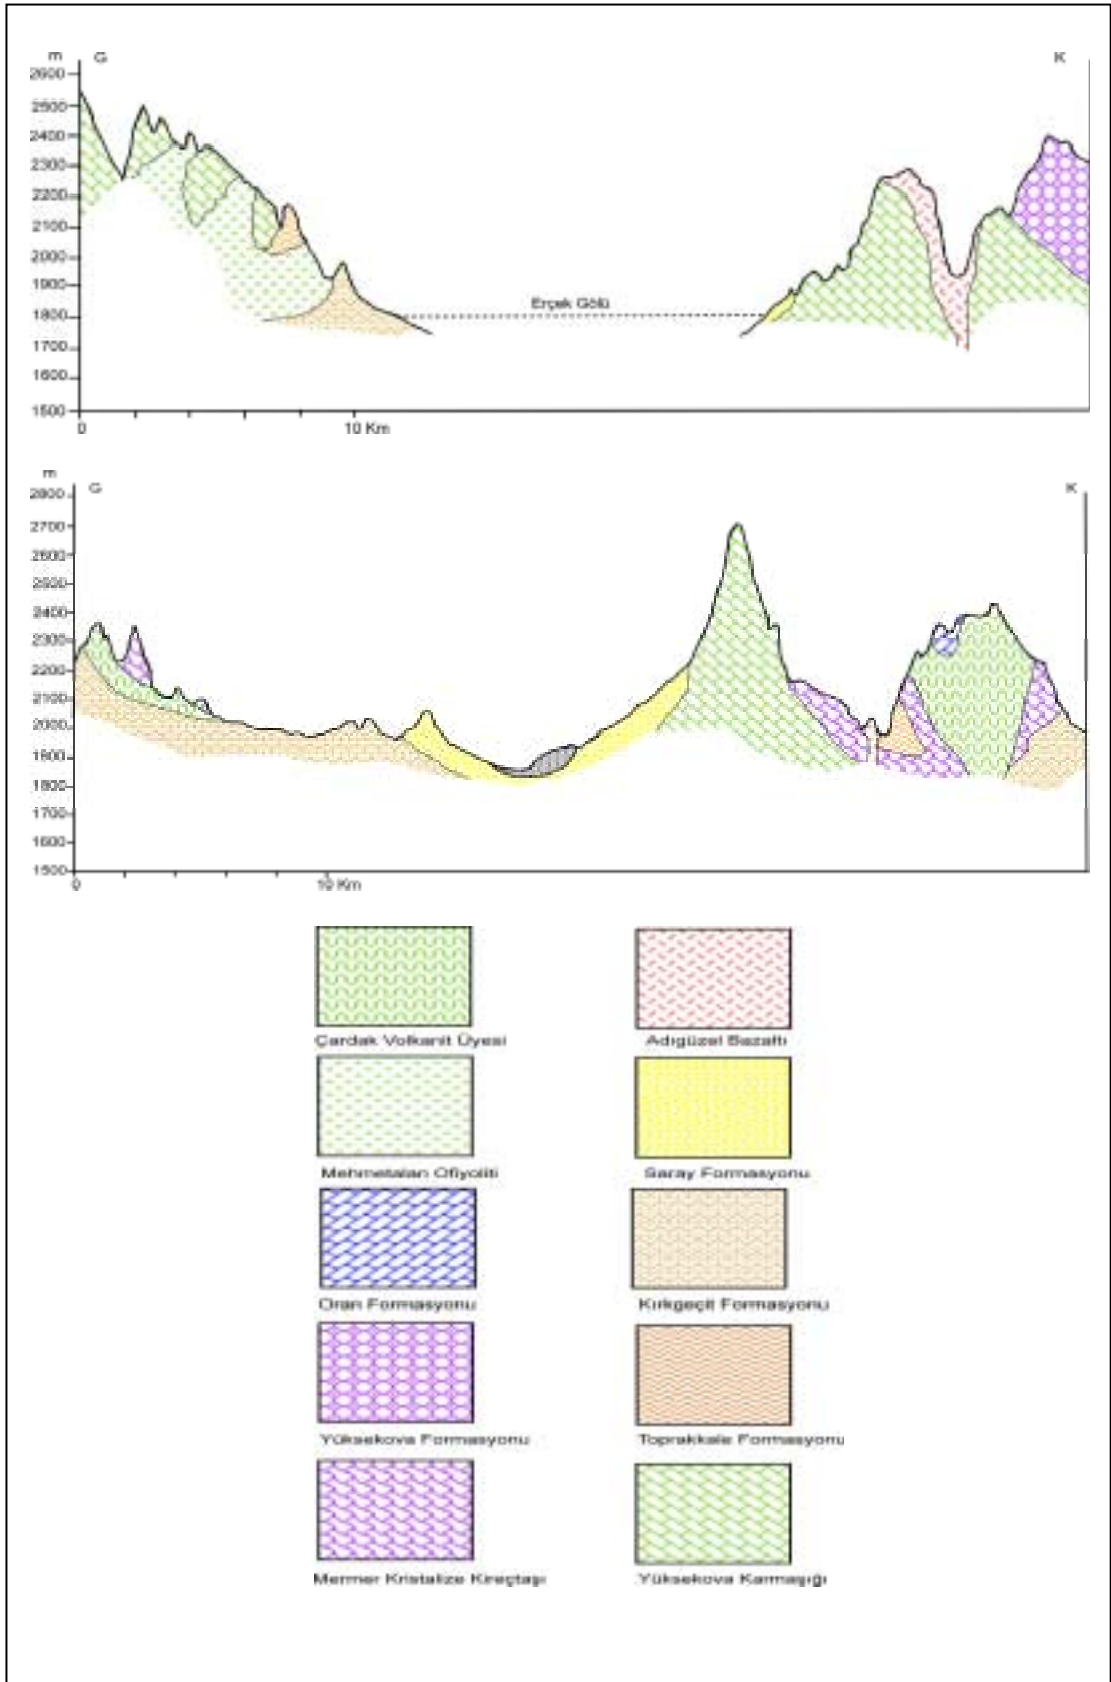 m G K
2600
2500
2400
2300
2200
2100
2000
1900
1800
1700
1600
1500
Erçek Gölü
0 10 Km
m G K
2800
2700
2600
2500
2400
2300
2200
2100
2000
1900
1800
1700
1600
1500
0 10 Km
Çardak Volkanit Üyesi Adıgüzel Bazaltı
Mehmetalan Ofiyoliti Saray Formasyonu
Oran Formasyonu Kırkgeçit Formasyonu
Yüksekova Formasyonu Toprakkale Formasyonu
Mermer Kristalize Kireçtaşı Yüksekova Karmaşığı